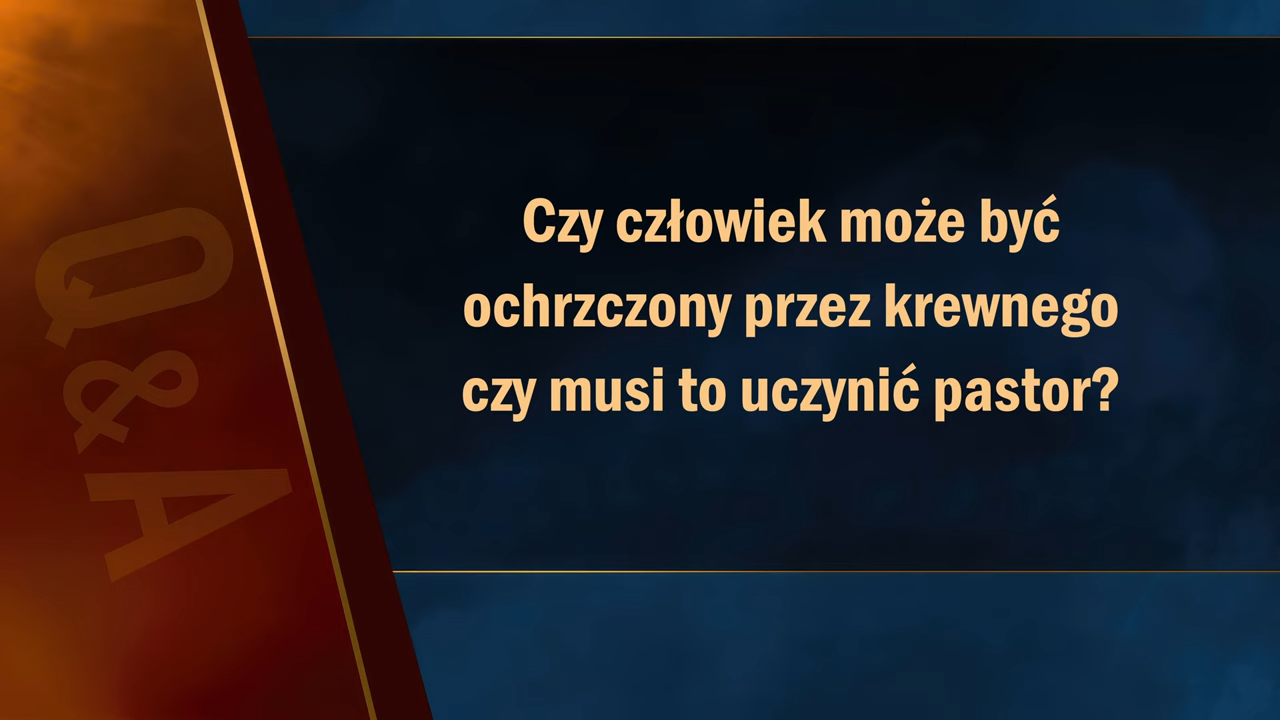 Q&A
Czy człowiek może być
ochrzczony przez krewnego
czy musi to uczynić pastor?